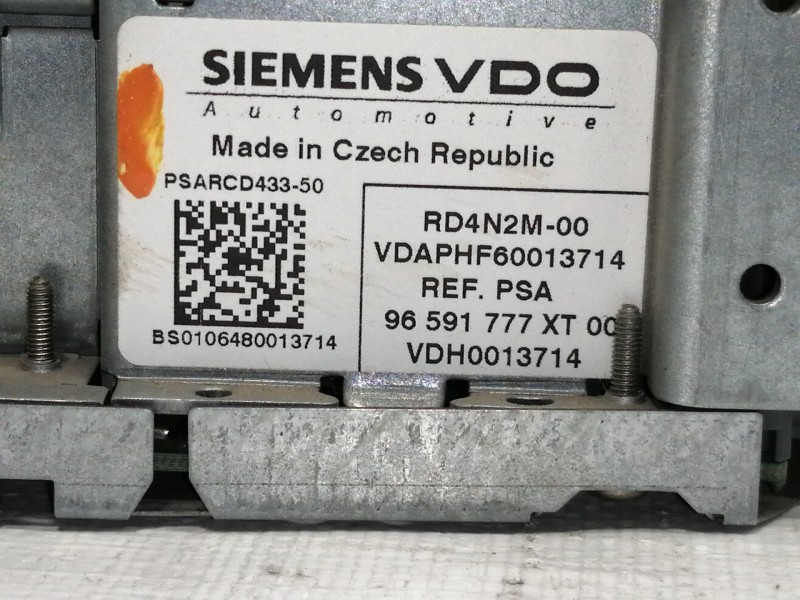 SIEMENS VDO
Automotive
Made in Czech Republic
PSARCD433-50
BS0106480013714
RD4N2M-00
VDAPHF60013714
REF. PSA
96 591 777 XT 00
VDH0013714